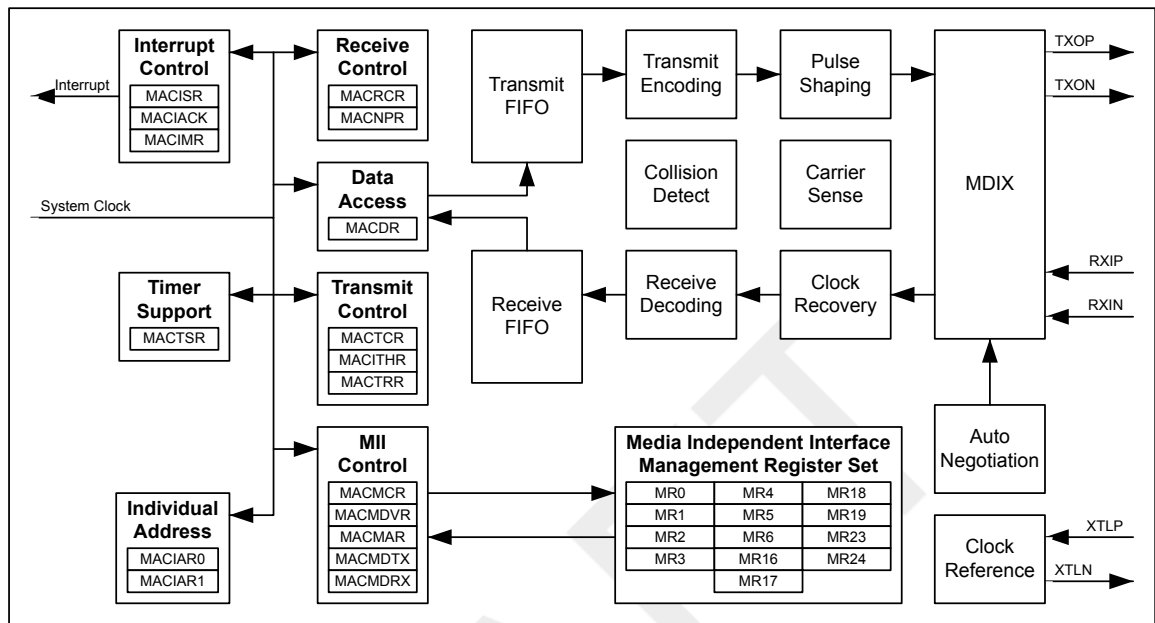 Interrupt
Control
MACISR
MACIACK
MACIMR
Interrupt
Receive
Control
MACRCR
MACNPR
Transmit
FIFO
Transmit
Encoding
Pulse
Shaping
MDIX
TXOP
TXON
Data
Access
MACDR
System Clock
Collision
Detect
Carrier
Sense
Timer
Support
MACTSR
Transmit
Control
MACTCR
MACITHR
MACTRR
Receive
FIFO
Receive
Decoding
Clock
Recovery
RXIP
RXIN
MII
Control
MACMCR
MACMDVR
MACMAR
MACMDTX
MACMDRX
Individual
Address
MACIAR0
MACIAR1
Media Independent Interface
Management Register Set
MR0 MR4 MR18
MR1 MR5 MR19
MR2 MR6 MR23
MR3 MR16 MR24
MR17
Auto
Negotiation
Clock
Reference
XTLP
XTLN